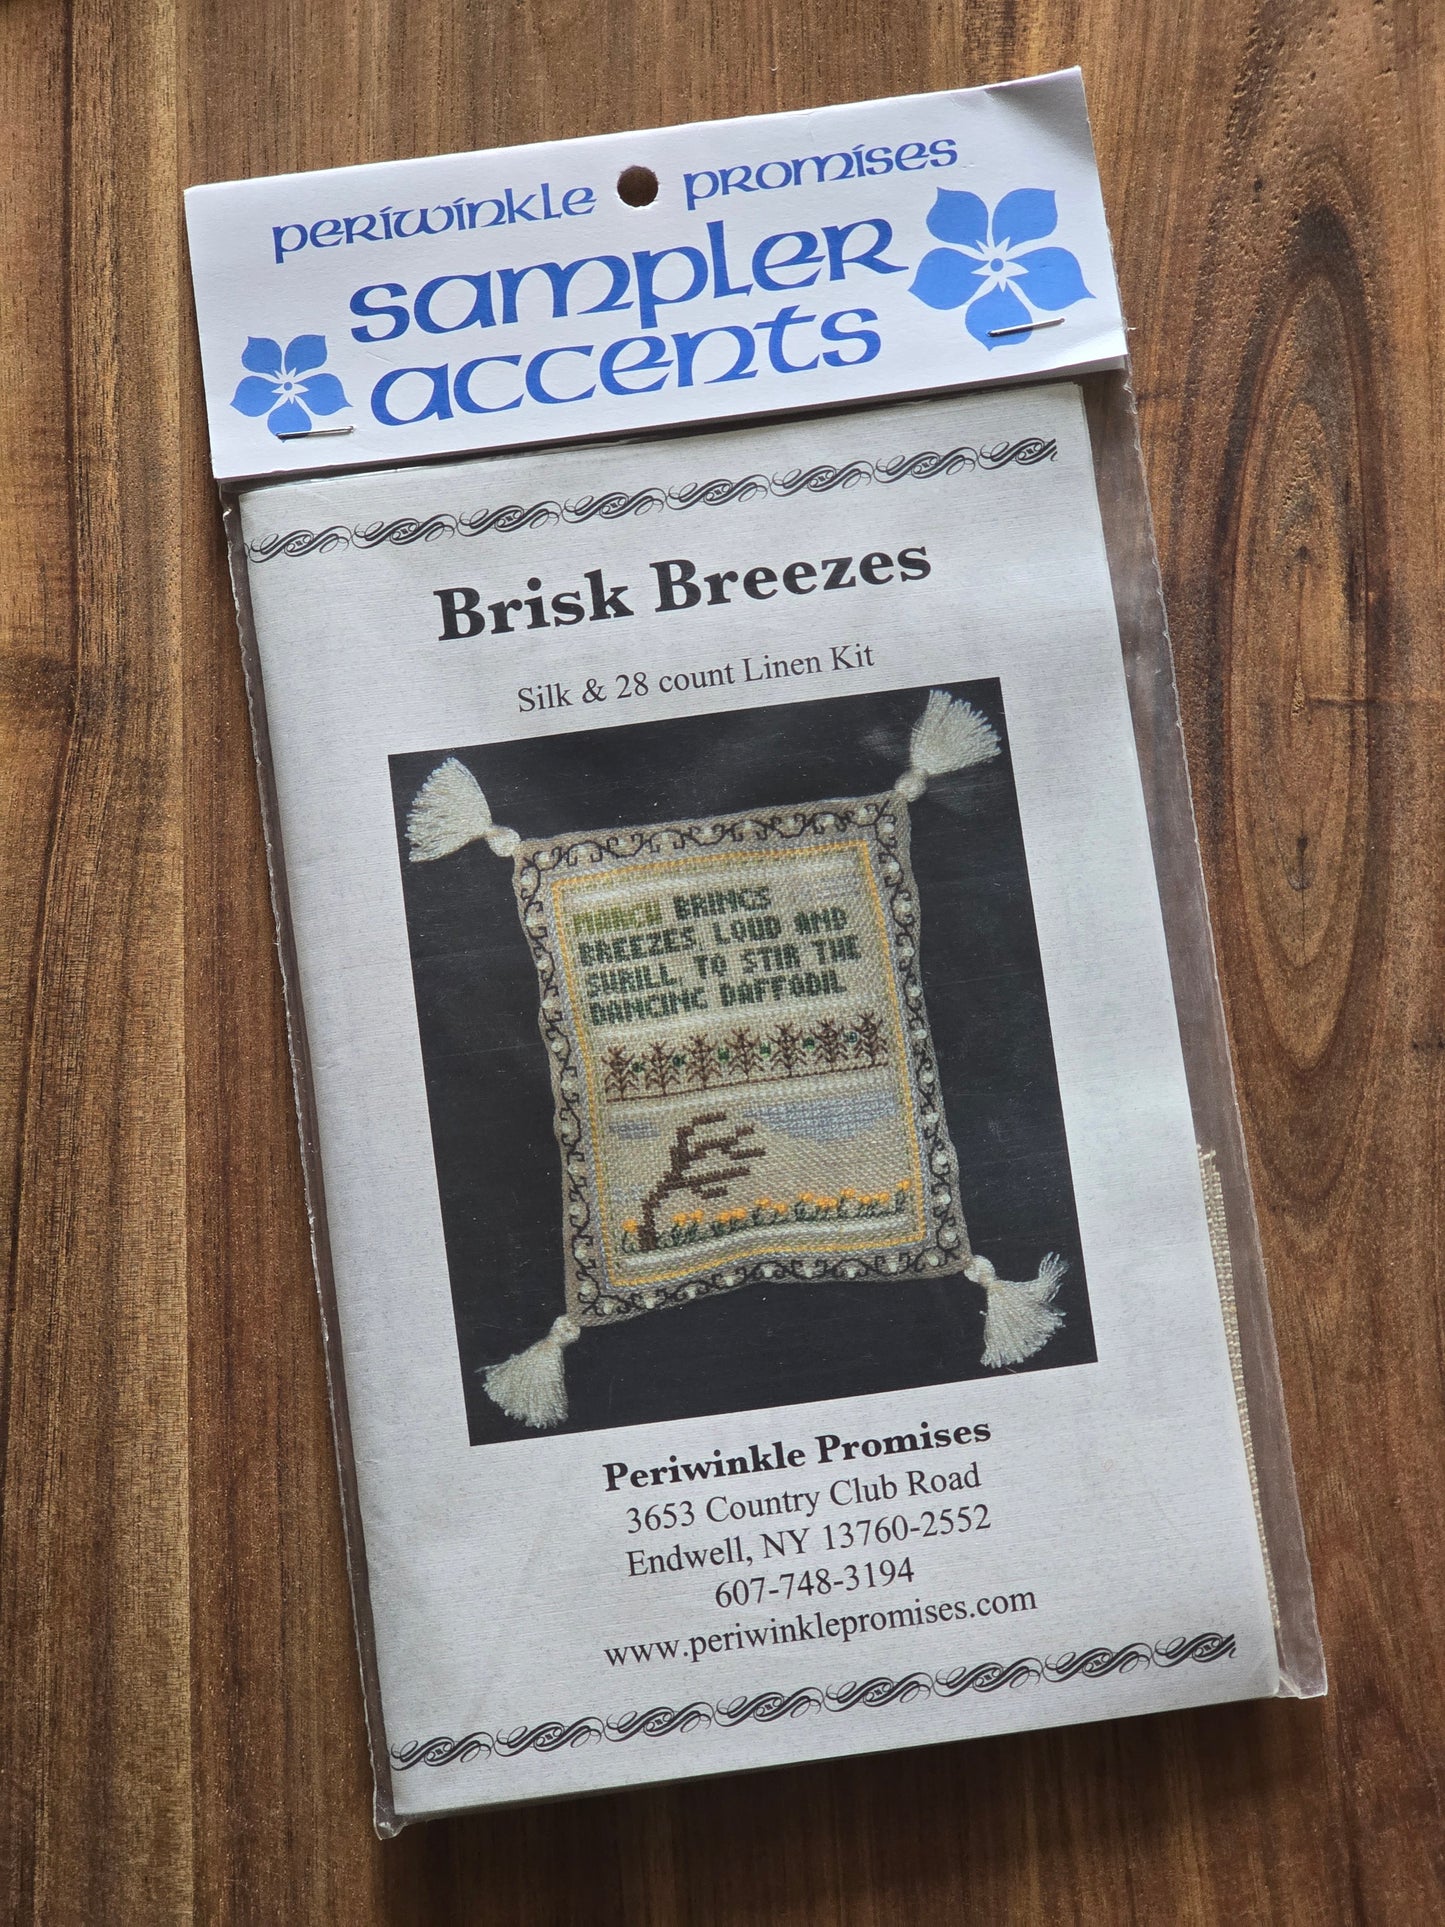 periwinkle promises
sampler
accents
Brisk Breezes
Silk & 28 count Linen Kit
MARCH BRINGS
BREEZES LOUD AND
SHRILL TO STIR THE
DANCING DAFFODIL
Periwinkle Promises
3653 Country Club Road
Endwell, NY 13760-2552
607-748-3194
www.periwinklepromises.com